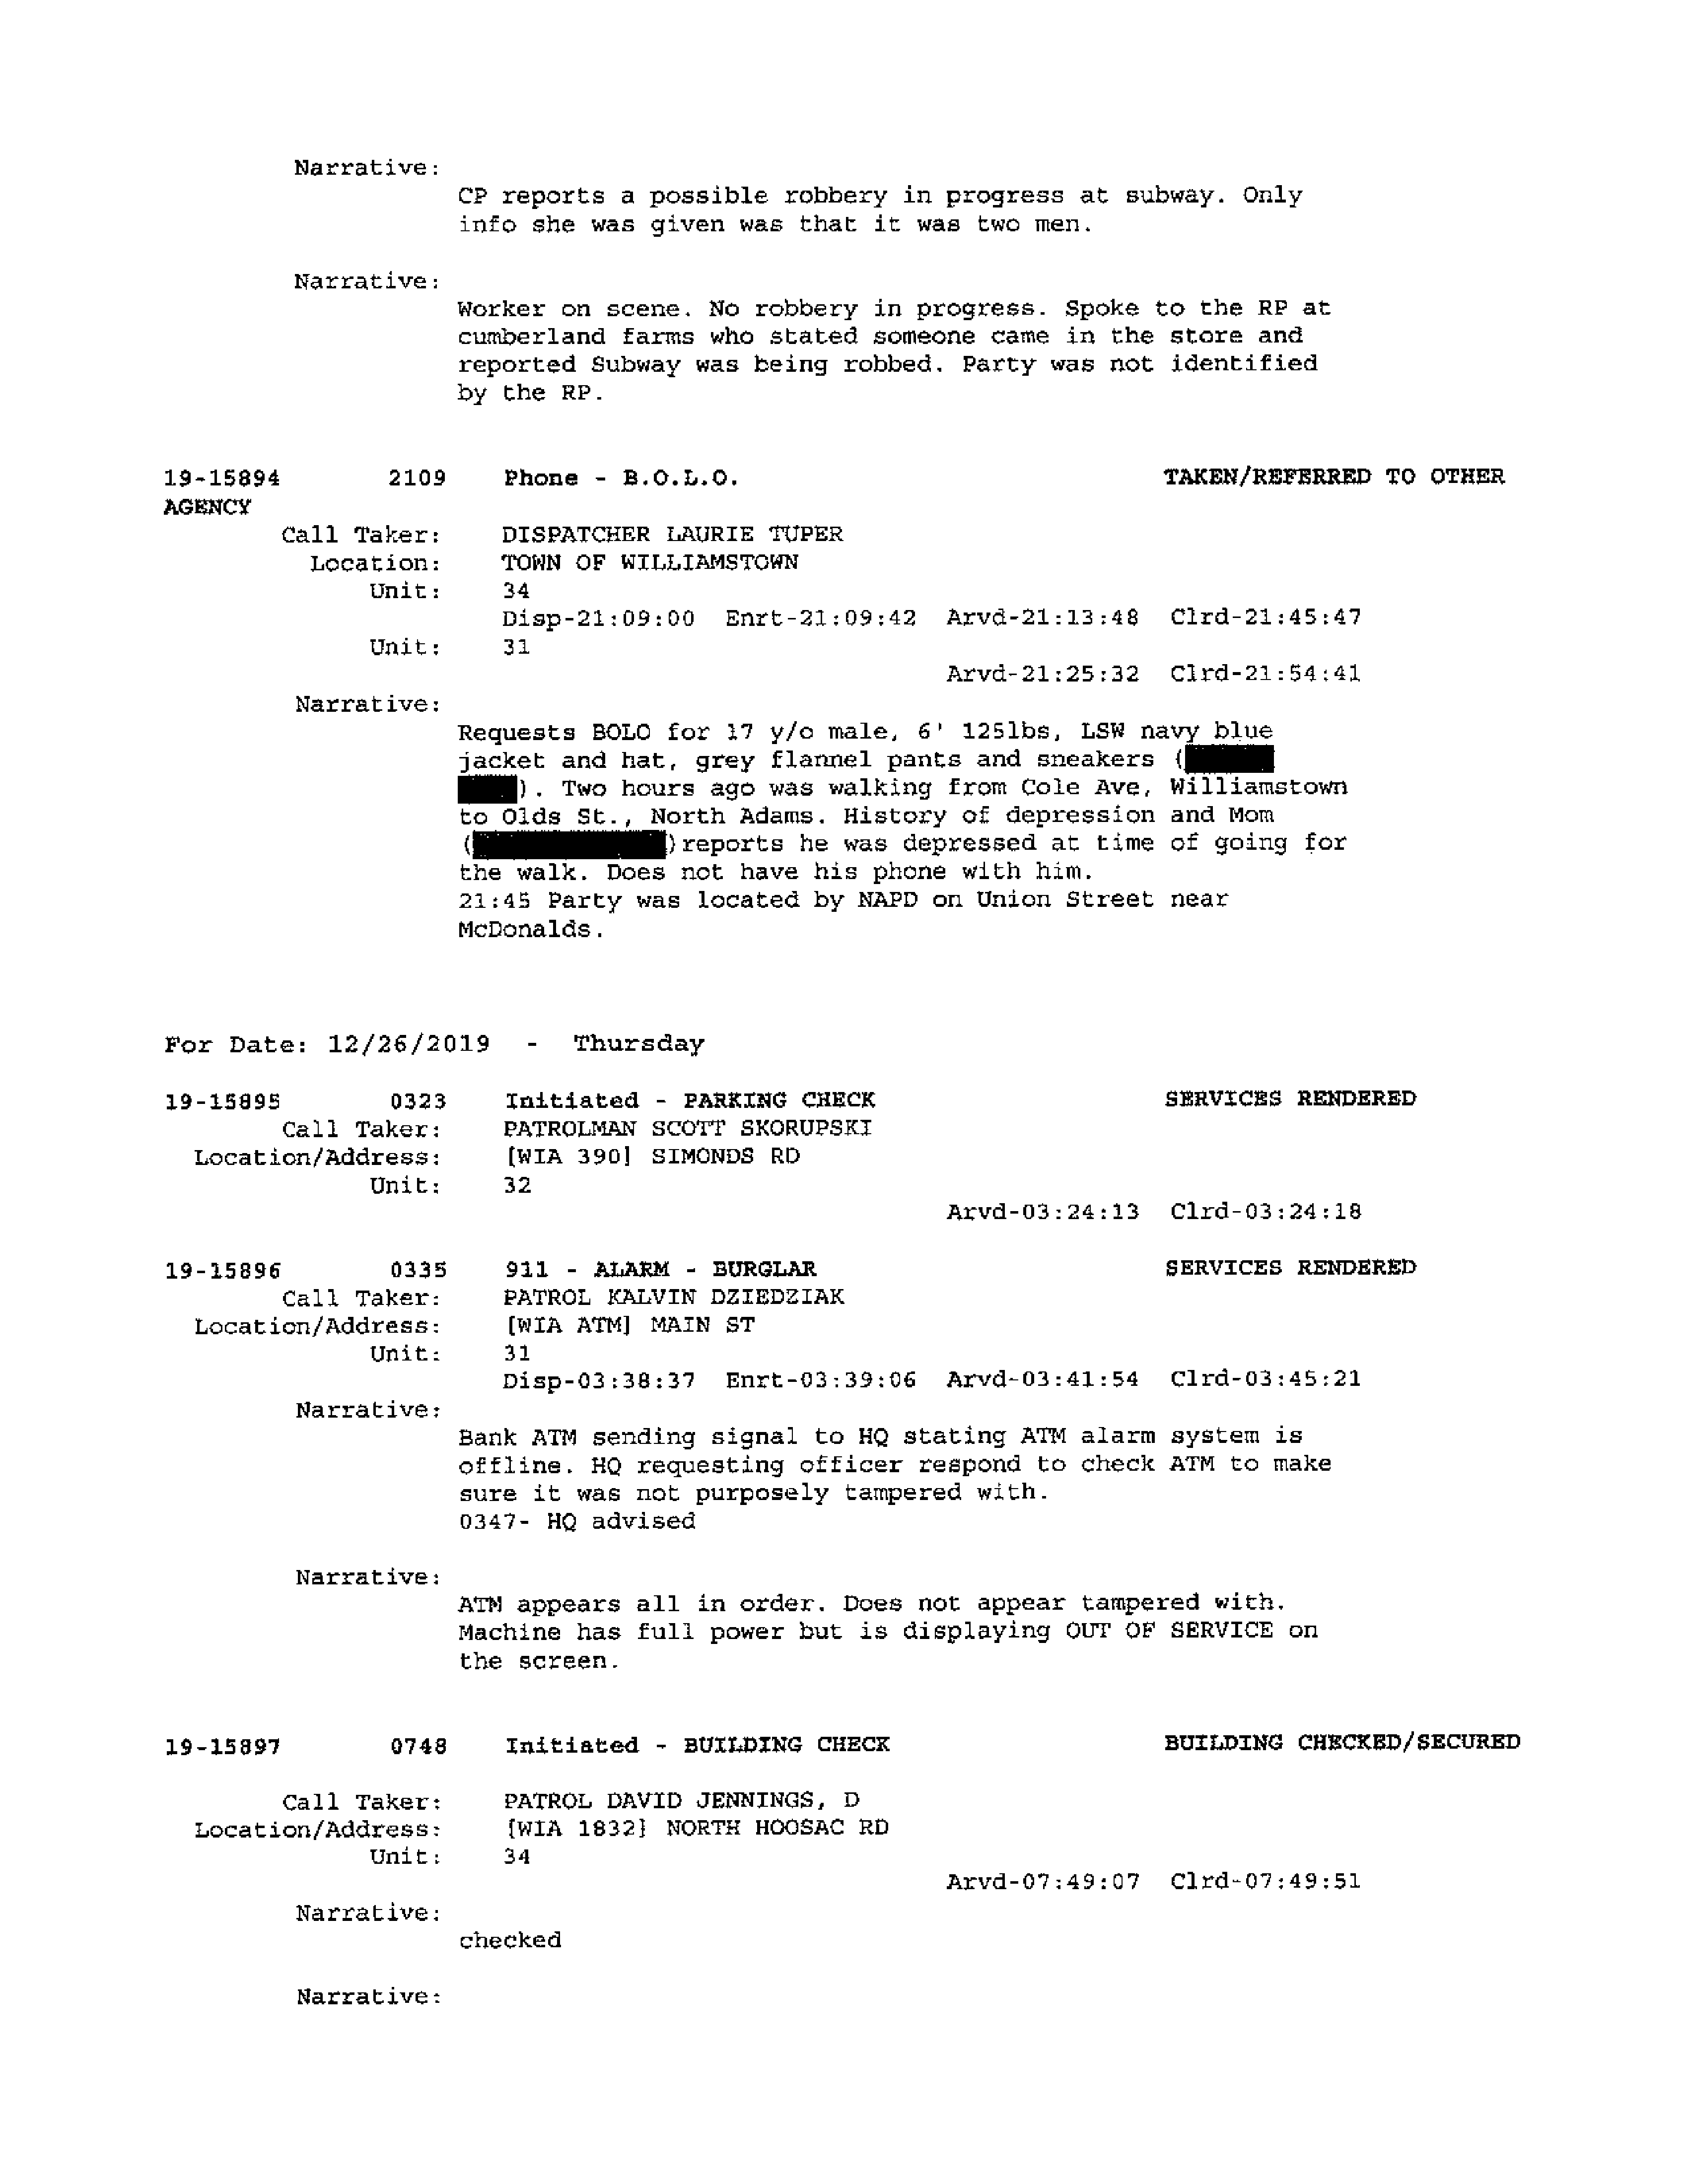 Narrative:
CP reports a possible robbery in progress at subway. Only
info she was given was that it was two men.
Narrative:
Worker on scene. No robbery in progress. Spoke to the RP at
cumberland farms who stated someone came in the store and
reported Subway was being robbed. Party was not identified
by the RP.
19-15894 2109 Phone - B.O.L.O. TAKEN/REFERRED TO OTHER
AGENCY
Call Taker: DISPATCHER LAURIE TUPER
Location: TOWN OF WILLIAMSTOWN
Unit: 34
Disp-21:09:00 Enrt-21:09:42 Arvd-21:13:48 Clrd-21:45:47
Unit: 31
Arvd-21:25:32 Clrd-21:54:41
Narrative:
Requests BOLO for 17 y/o male, 6' 125lbs, LSW navy blue
jacket and hat, grey flannel pants and sneakers (
). Two hours ago was walking from Cole Ave, Williamstown
to Olds St., North Adams. History of depression and Mom
( )reports he was depressed at time of going for
the walk. Does not have his phone with him.
21:45 Party was located by NAPD on Union Street near
McDonalds.
For Date: 12/26/2019 - Thursday
19-15895 0323 Initiated - PARKING CHECK SERVICES RENDERED
Call Taker: PATROLMAN SCOTT SKORUPSKI
Location/Address: [WIA 390] SIMONDS RD
Unit: 32
Arvd-03:24:13 Clrd-03:24:18
19-15896 0335 911 - ALARM - BURGLAR SERVICES RENDERED
Call Taker: PATROL KALVIN DZIEDZIAK
Location/Address: [WIA ATM] MAIN ST
Unit: 31
Disp-03:38:37 Enrt-03:39:06 Arvd-03:41:54 Clrd-03:45:21
Narrative:
Bank ATM sending signal to HQ stating ATM alarm system is
offline. HQ requesting officer respond to check ATM to make
sure it was not purposely tampered with.
0347- HQ advised
Narrative:
ATM appears all in order. Does not appear tampered with.
Machine has full power but is displaying OUT OF SERVICE on
the screen.
19-15897 0748 Initiated - BUILDING CHECK BUILDING CHECKED/SECURED
Call Taker: PATROL DAVID JENNINGS, D
Location/Address: [WIA 1832] NORTH HOOSAC RD
Unit: 34
Arvd-07:49:07 Clrd-07:49:51
Narrative:
checked
Narrative: